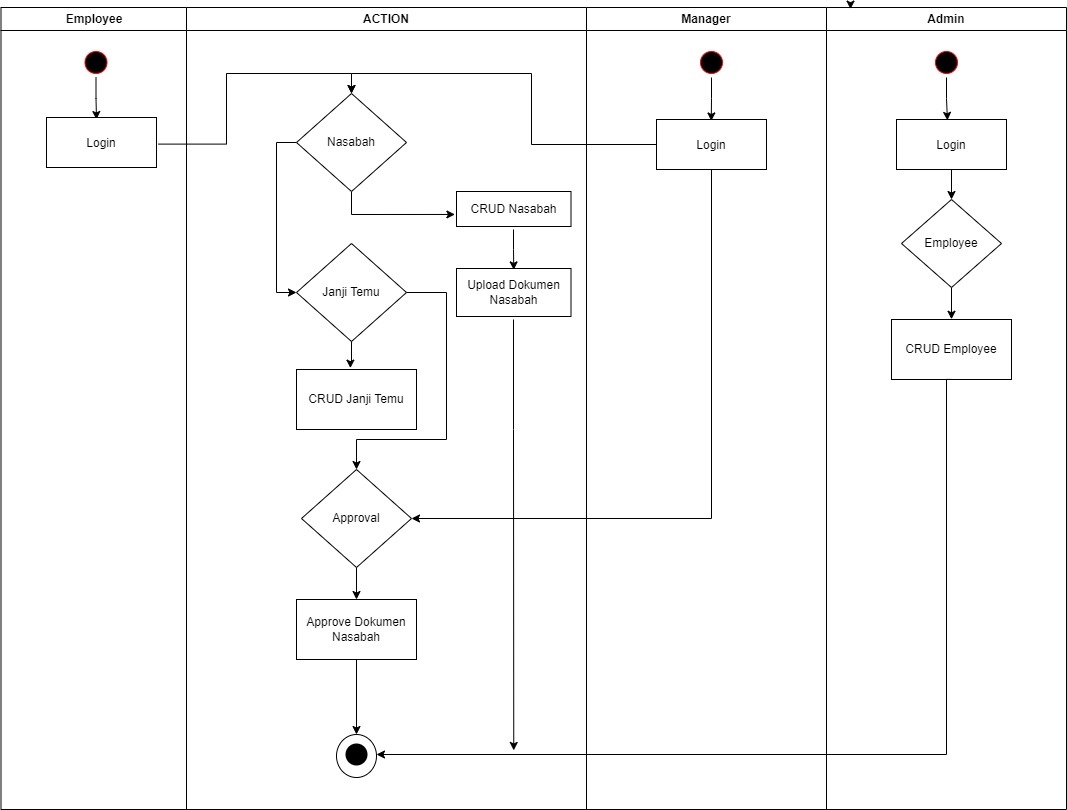 Employee
ACTION
Manager
Admin
Login
Nasabah
Login
Login
CRUD Nasabah
Employee
Janji Temu
Upload Dokumen
Nasabah
CRUD Employee
CRUD Janji Temu
Approval
Approve Dokumen
Nasabah